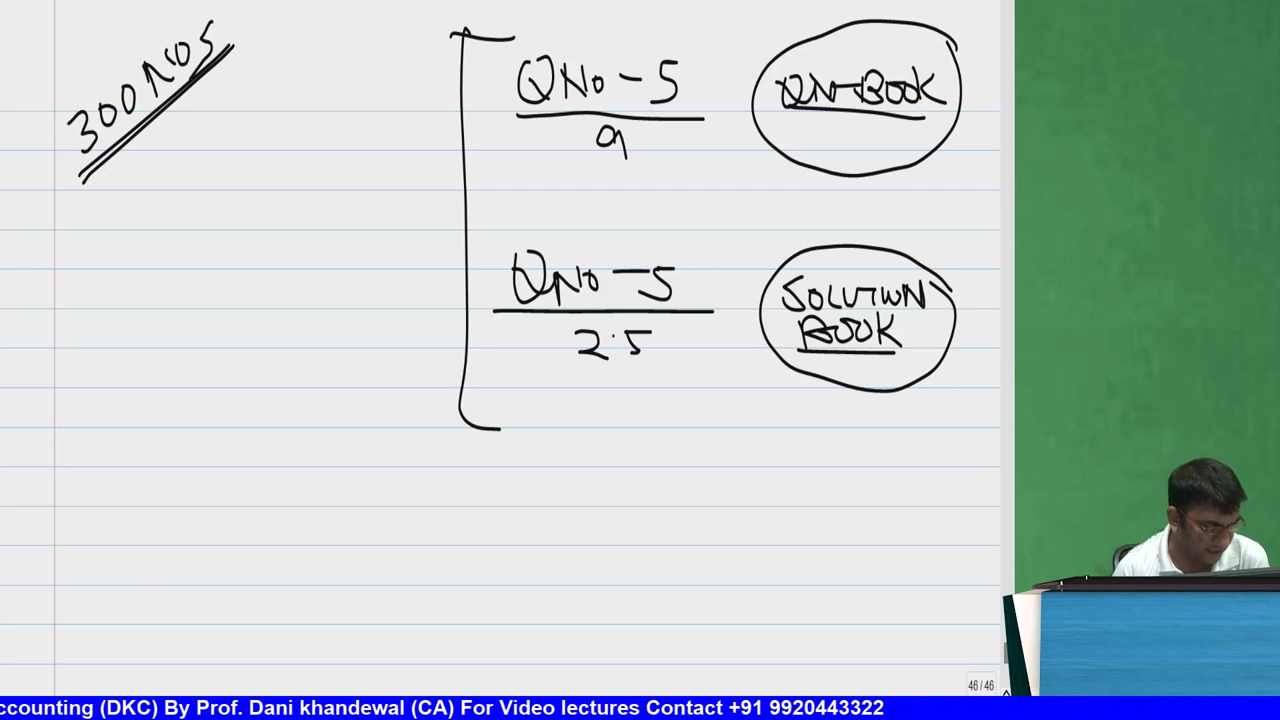 300 NOS
QNo - 5
9
QN-BOOK
QNo - 5
2.5
SOLUTION
BOOK
46/46
ccounting (DKC) By Prof. Dani khandewal (CA) For Video lectures Contact +91 9920443322